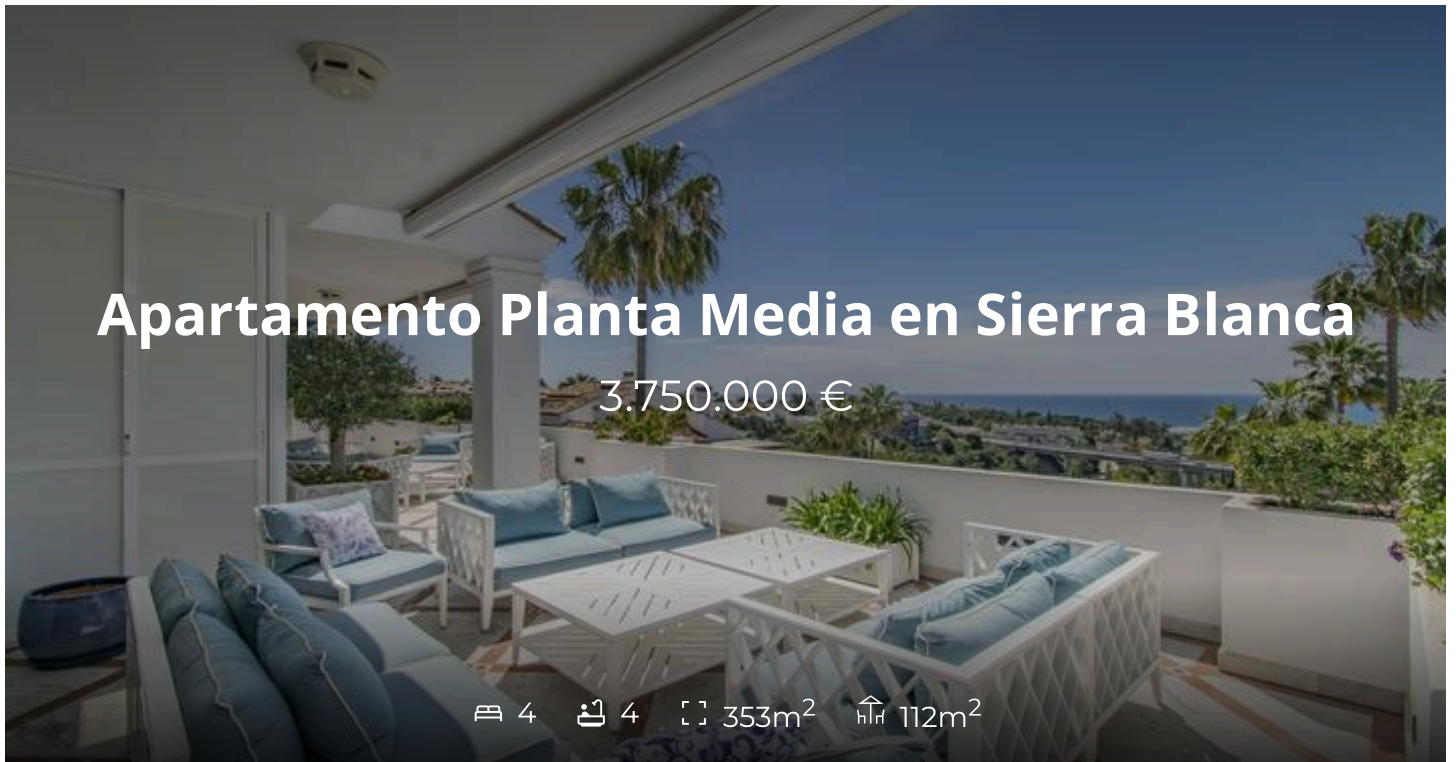 Apartamento Planta Media en Sierra Blanca
3.750.000 €
4 4 353m² 112m²